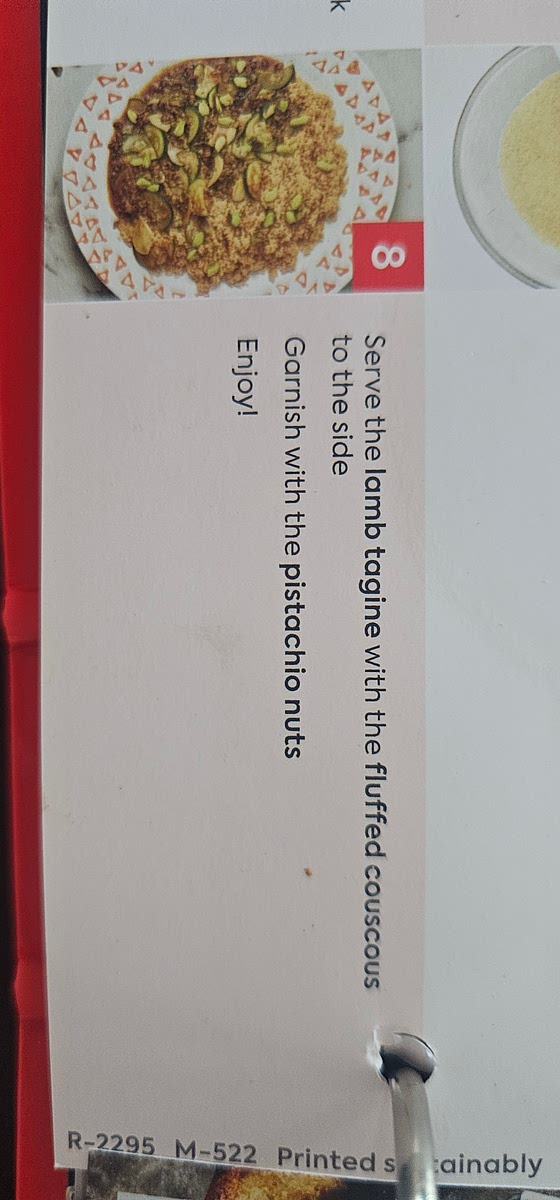 k
8
Serve the lamb tagine with the fluffed couscous
to the side
Garnish with the pistachio nuts
Enjoy!
R-2295 M-522 Printed s tainably